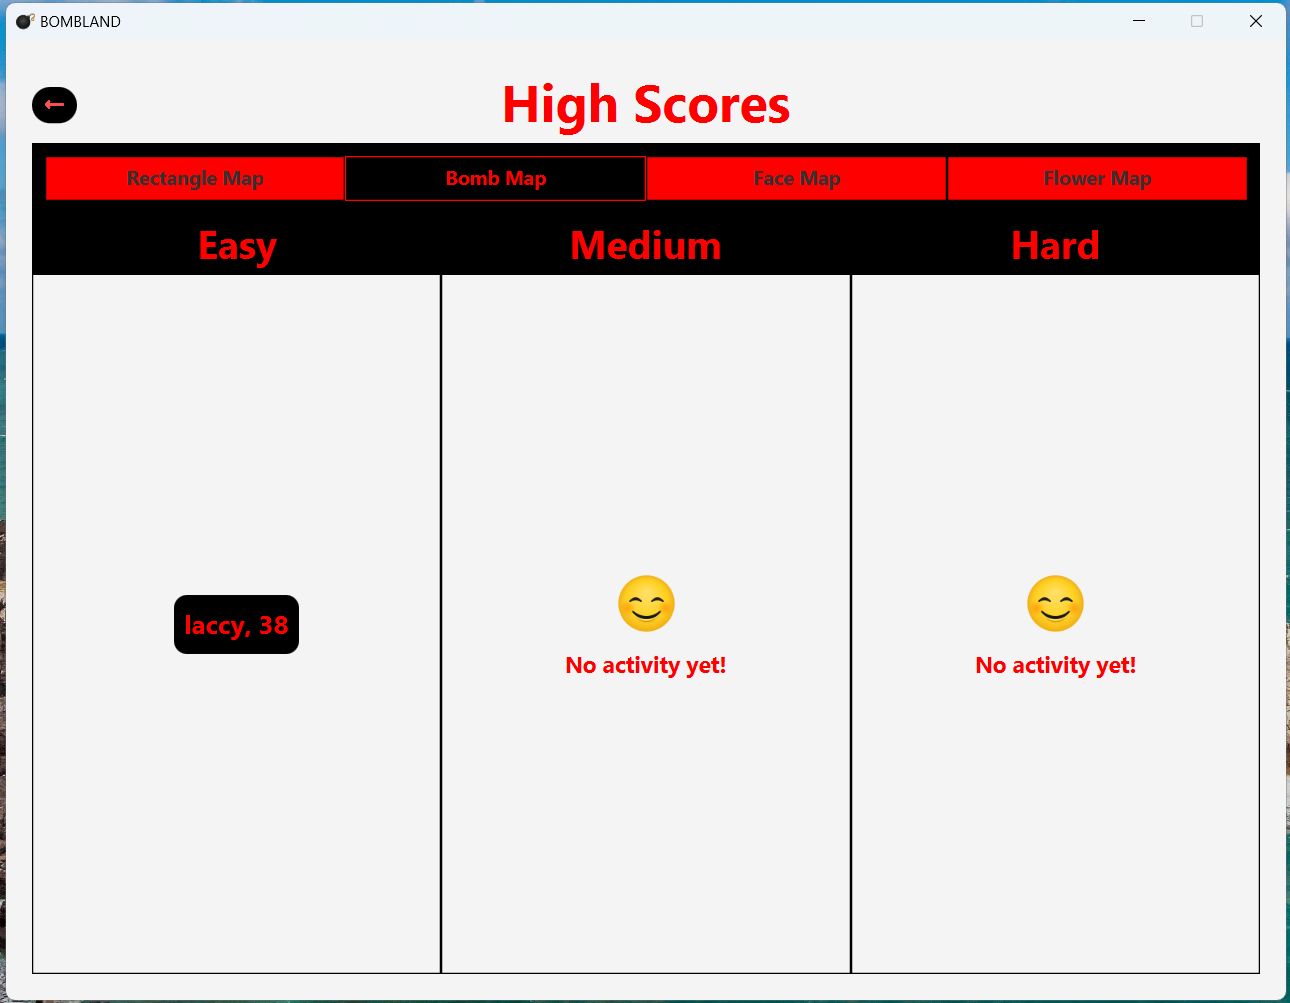 BOMBLAND
←
High Scores
Rectangle Map
Bomb Map
Face Map
Flower Map
Easy
Medium
Hard
laccy, 38
No activity yet!
No activity yet!